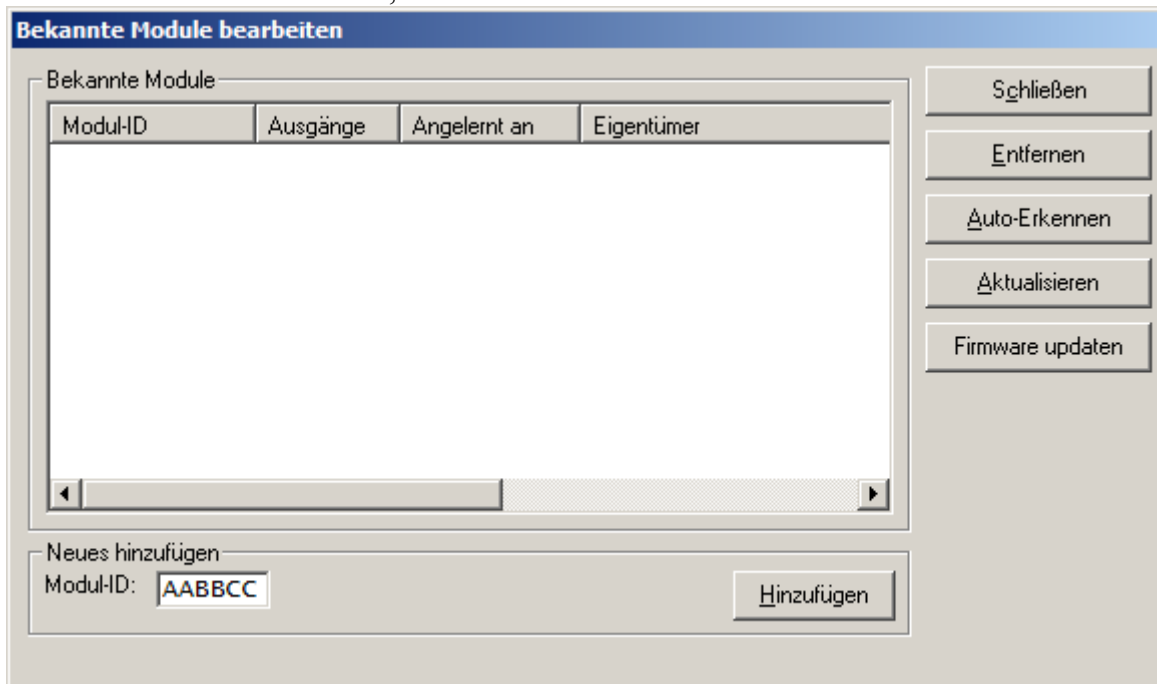 Bekannte Module bearbeiten
Bekannte Module
Modul-ID Ausgänge Angelernt an Eigentümer
Schließen
Entfernen
Auto-Erkennen
Aktualisieren
Firmware updaten
Neues hinzufügen
Modul-ID: AABBCC Hinzufügen